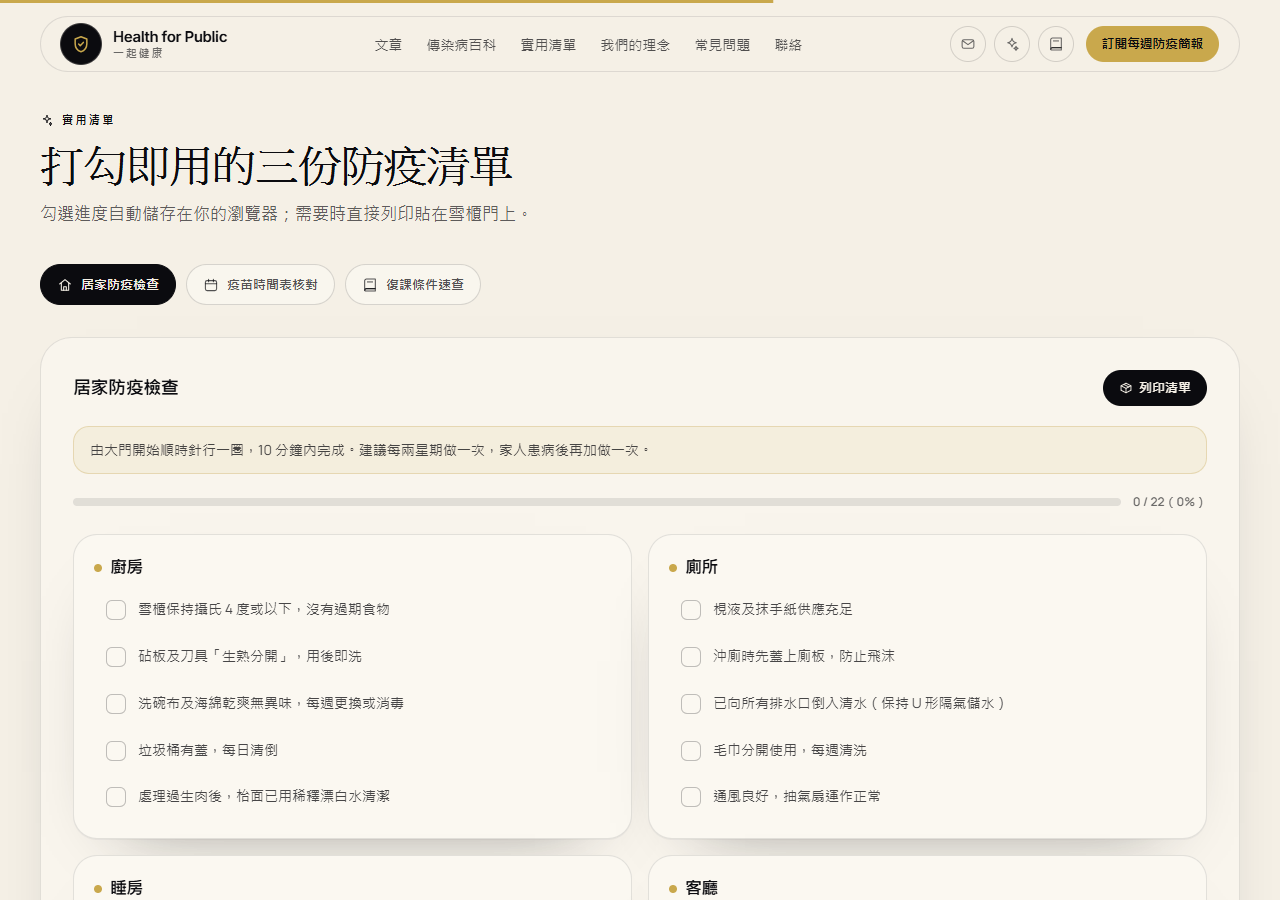 Health for Public
一起健康
文章
傳染病百科
實用清單
我們的理念
常見問題
聯絡
訂閱每週防疫簡報
實用清單
打勾即用的三份防疫清單
勾選進度自動儲存在你的瀏覽器；需要時直接列印貼在雪櫃門上。
居家防疫檢查
疫苗時間表核對
復課條件速查
居家防疫檢查
列印清單
由大門開始順時針行一圈，10 分鐘內完成。建議每兩星期做一次，家人患病後再加做一次。
0 / 22（0%）
廚房
雪櫃保持攝氏 4 度或以下，沒有過期食物
砧板及刀具「生熟分開」，用後即洗
洗碗布及海綿乾爽無異味，每週更換或消毒
垃圾桶有蓋，每日清倒
處理過生肉後，枱面已用稀釋漂白水清潔
廁所
梘液及抹手紙供應充足
沖廁時先蓋上廁板，防止飛沫
已向所有排水口倒入清水（保持 U 形隔氣儲水）
毛巾分開使用，每週清洗
通風良好，抽氣扇運作正常
睡房
客廳